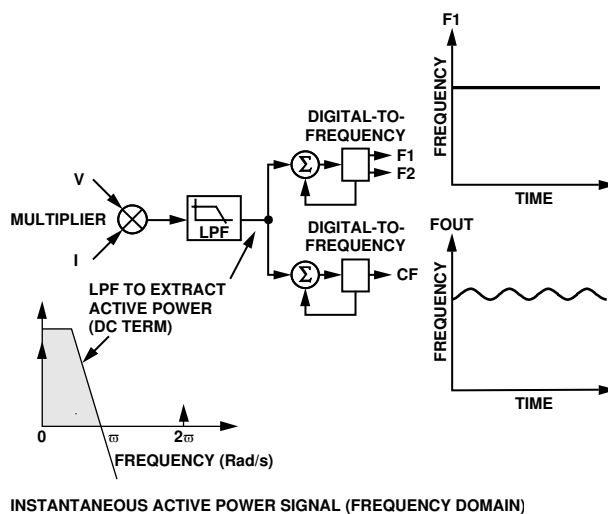 F1
FREQUENCY
TIME
DIGITAL-TO-
FREQUENCY
Σ
F1
F2
V
MULTIPLIER
I
LPF
DIGITAL-TO-
FREQUENCY
Σ
CF
FOUT
FREQUENCY
TIME
LPF TO EXTRACT
ACTIVE POWER
(DC TERM)
0
ϖ
2ϖ
FREQUENCY (Rad/s)
INSTANTANEOUS ACTIVE POWER SIGNAL (FREQUENCY DOMAIN)